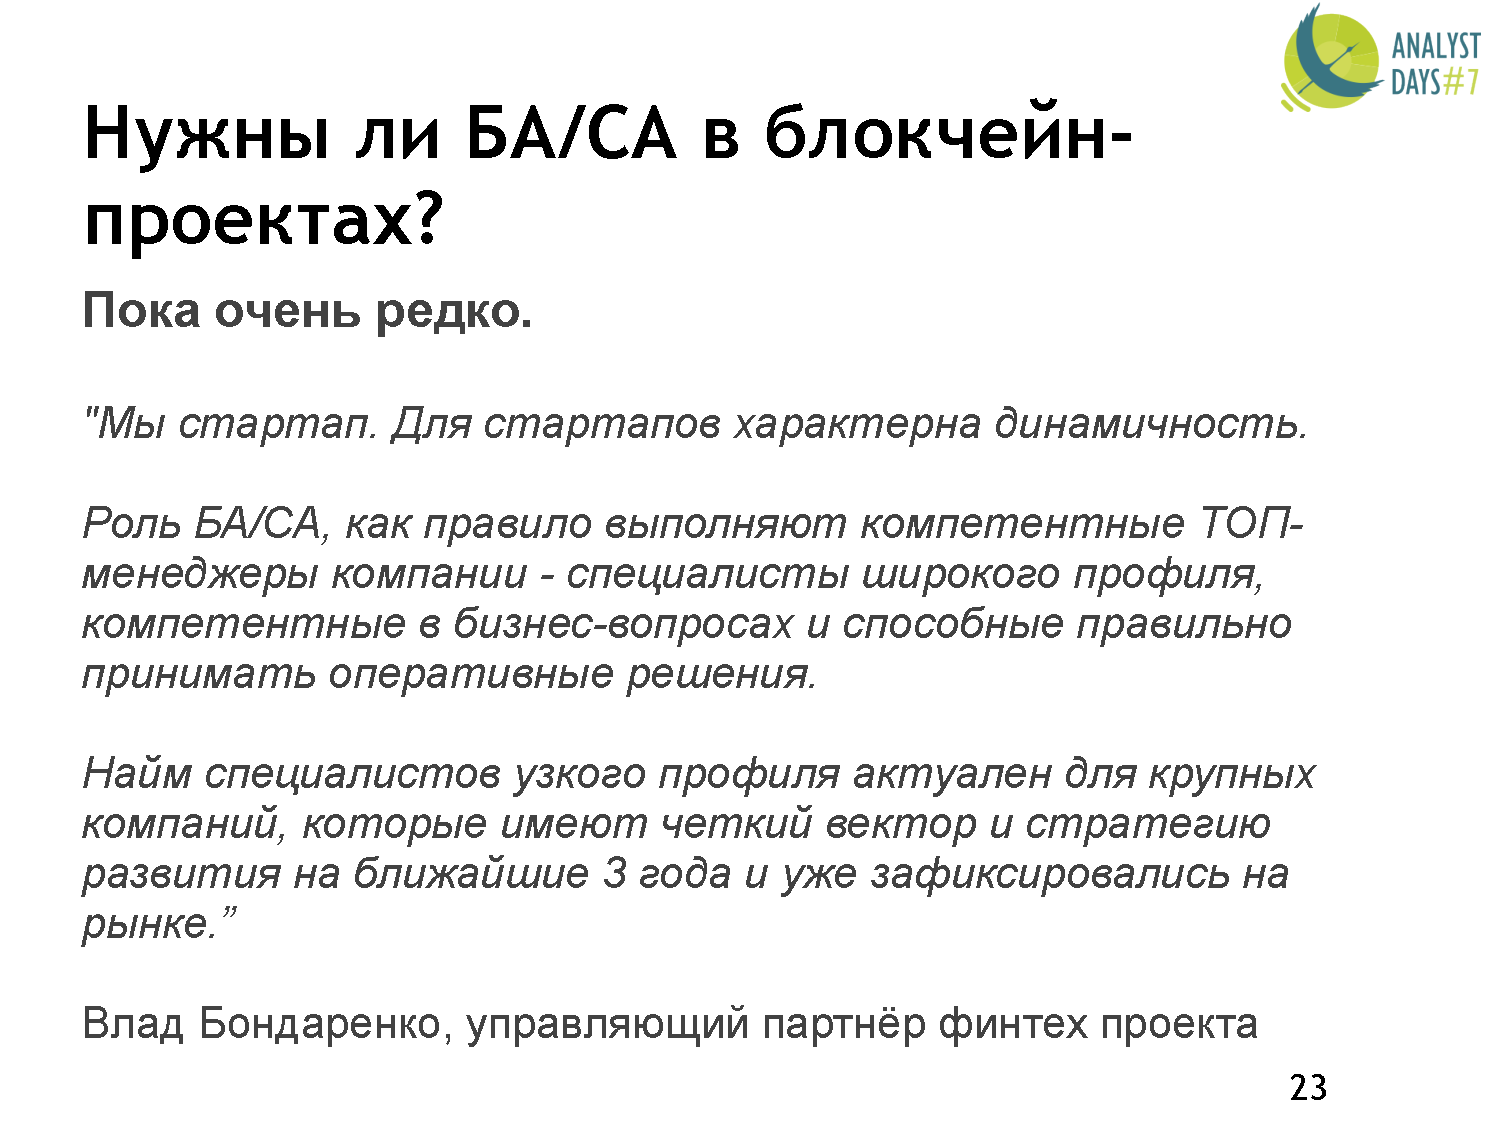 ANALYST
DAYS#7
Нужны ли БА/СА в блокчейн-
проектах?
Пока очень редко.
"Мы стартап. Для стартапов характерна динамичность.
Роль БА/СА, как правило выполняют компетентные ТОП-
менеджеры компании - специалисты широкого профиля,
компетентные в бизнес-вопросах и способные правильно
принимать оперативные решения.
Найм специалистов узкого профиля актуален для крупных
компаний, которые имеют четкий вектор и стратегию
развития на ближайшие 3 года и уже зафиксировались на
рынке.”
Влад Бондаренко, управляющий партнёр финтех проекта
23